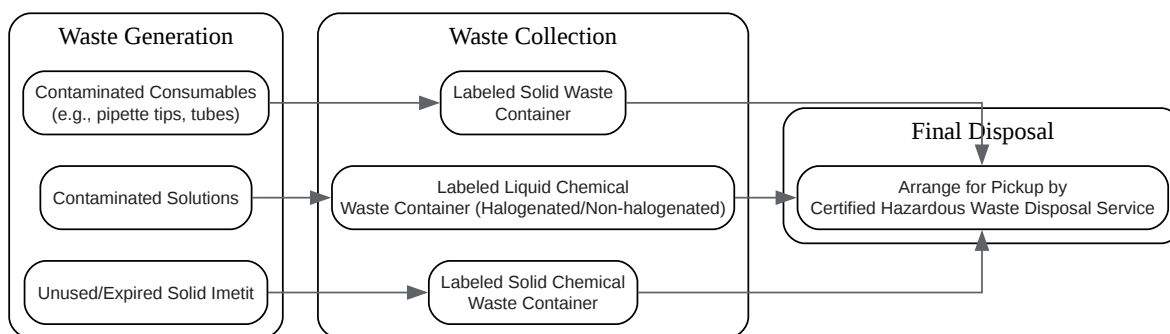 Waste Generation
Contaminated Consumables
(e.g., pipette tips, tubes)
Contaminated Solutions
Unused/Expired Solid Imetit
Waste Collection
Labeled Solid Waste
Container
Labeled Liquid Chemical
Waste Container (Halogenated/Non-halogenated)
Labeled Solid Chemical
Waste Container
Final Disposal
Arrange for Pickup by
Certified Hazardous Waste Disposal Service